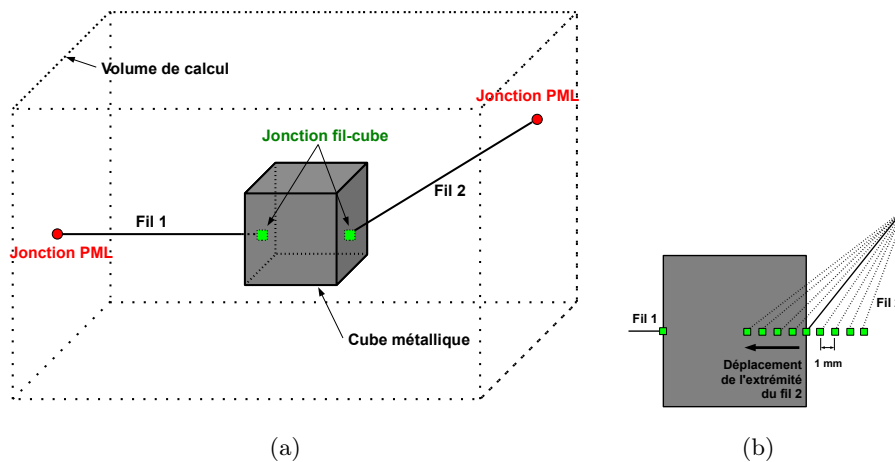 Volume de calcul
Jonction PML
Jonction fil-cube
Fil 2
Fil 1
Jonction PML
Cube métallique
(a)
Fil 1
Fil
1 mm
Déplacement
de l'extrémité
du fil 2
(b)